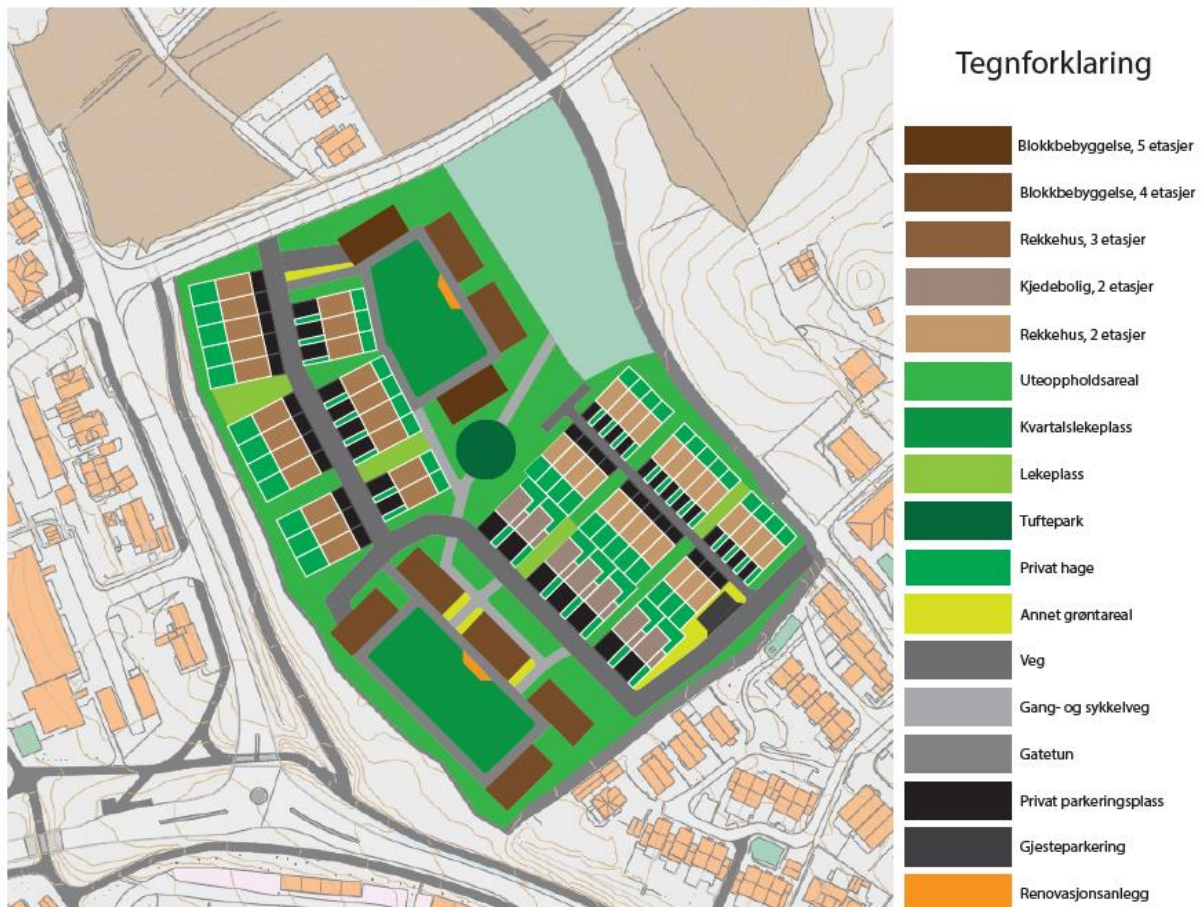 Tegnforklaring
Blokkbebyggelse, 5 etasjer
Blokkbebyggelse, 4 etasjer
Rekkehus, 3 etasjer
Kjedebolig, 2 etasjer
Rekkehus, 2 etasjer
Uteoppholdsareal
Kvartalslekeplass
Lekeplass
Tuftepark
Privat hage
Annet grøntareal
Veg
Gang- og sykkelveg
Gatetun
Privat parkeringsplass
Gjesteparkering
Renovasjonsanlegg